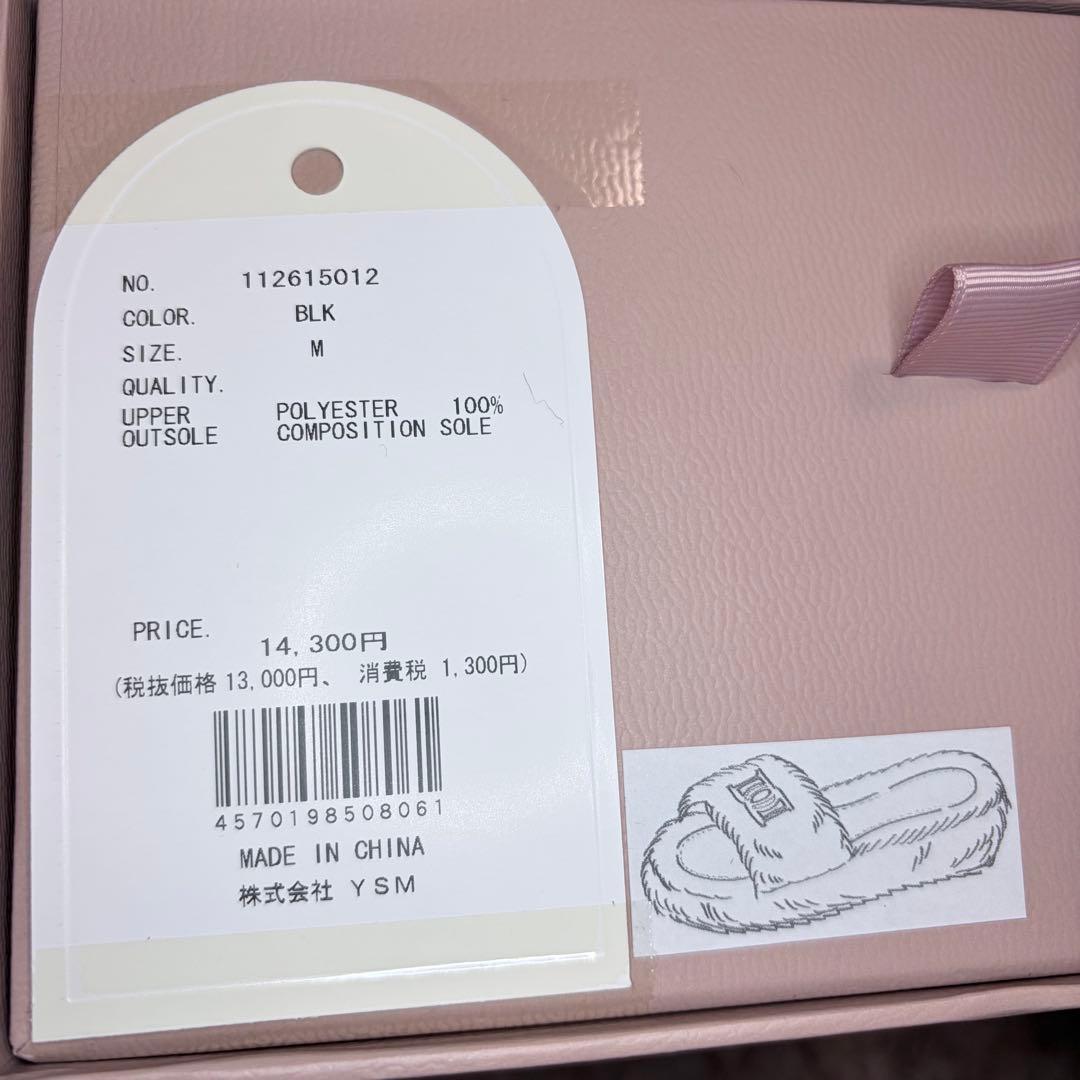 NO. 112615012
COLOR. BLK
SIZE. M
QUALITY.
UPPER POLYESTER 100%
OUTSOLE COMPOSITION SOLE
PRICE. 14,300円
(税抜価格 13,000円、 消費税 1,300円)
4570198508061
MADE IN CHINA
株式会社 YSM